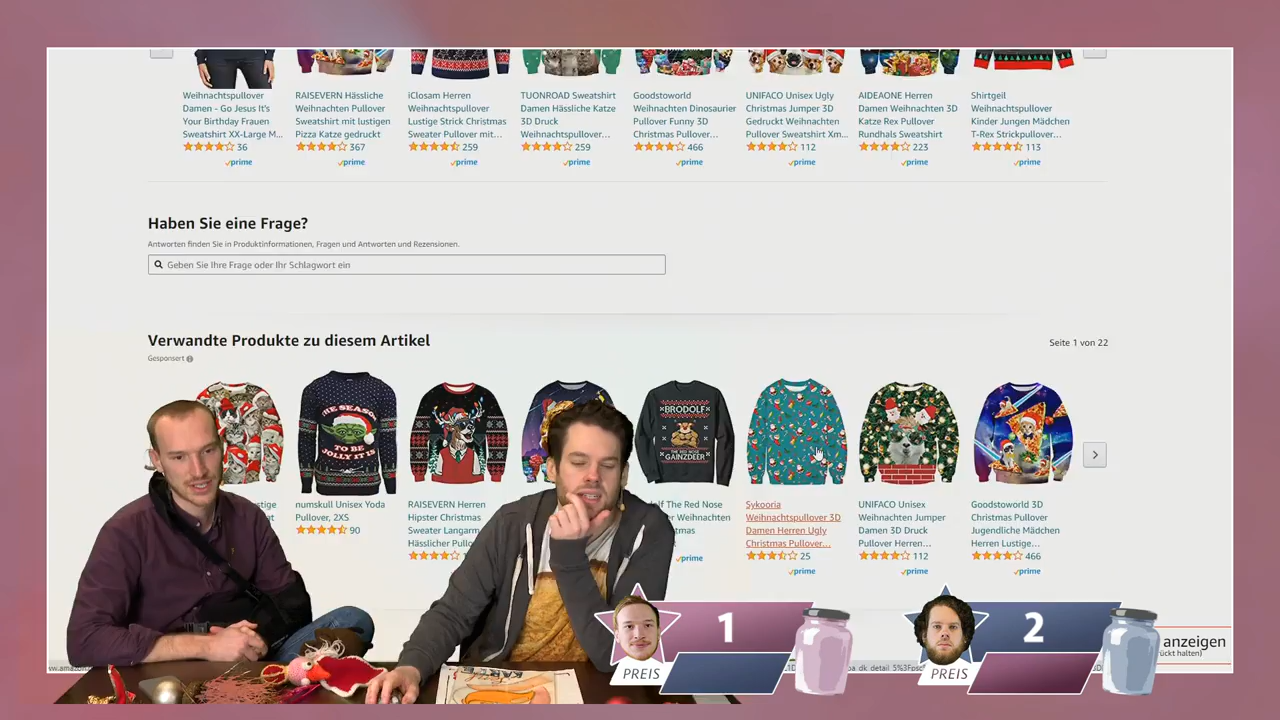 Weihnachtspullover
Damen - Go Jesus It's
Your Birthday Frauen
Sweatshirt XX-Large M...
36
prime
RAISEVERN Hässliche
Weihnachten Pullover
Sweatshirt mit lustigen
Pizza Katze gedruckt
367
prime
iClosam Herren
Weihnachtspullover
Lustige Strick Christmas
Sweater Pullover mit...
259
prime
TUONROAD Sweatshirt
Damen Hässliche Katze
3D Druck
Weihnachtspullover...
259
prime
Goodstoworld
Weihnachten Dinosaurier
Pullover Funny 3D
Christmas Pullover...
466
prime
UNIFACO Unisex Ugly
Christmas Jumper 3D
Gedruckt Weihnachten
Pullover Sweatshirt Xm...
112
prime
AIDEAONE Herren
Damen Weihnachten 3D
Katze Rex Pullover
Rundhals Sweatshirt
223
prime
Shirtgeil
Weihnachtspullover
Kinder Jungen Mädchen
T-Rex Strickpullover...
113
prime
Haben Sie eine Frage?
Antworten finden Sie in Produktinformationen, Fragen und Antworten und Rezensionen.
Geben Sie Ihre Frage oder Ihr Schlagwort ein
Verwandte Produkte zu diesem Artikel
Seite 1 von 22
Gesponsert
THE SEASON
TO BE
JOLLY IT IS
BRODOLF
THE RED NOSE
GAINZDEER
numskull Unisex Yoda
Pullover, 2XS
90
RAISEVERN Herren
Hipster Christmas
Sweater Langarm
Hässlicher
The Red Nose
Weihnachten
prime
Sykooria
Weihnachtspullover 3D
Damen Herren Ugly
Christmas Pullover...
25
prime
UNIFACO Unisex
Weihnachten Jumper
Damen 3D Druck
Pullover Herren...
112
prime
Goodstoworld 3D
Christmas Pullover
Jugendliche Mädchen
Herren Lustige...
466
prime
1
PREIS
2
PREIS
anzeigen